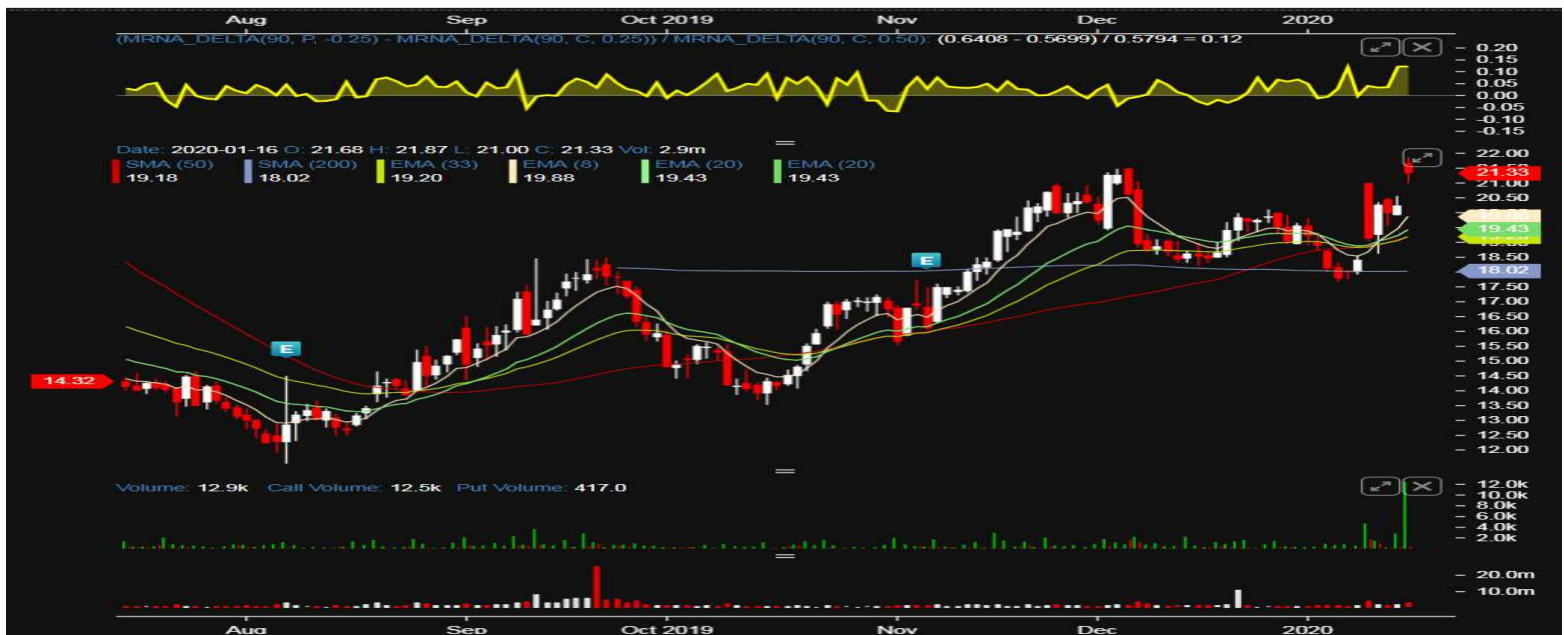 Aug Sep Oct 2019 Nov Dec 2020
(MRNA_DELTA(90, P, -0.25) - MRNA_DELTA(90, C, 0.25)) / MRNA_DELTA(90, C, 0.50): (0.6408 - 0.5699) / 0.5794 = 0.12
0.20
0.15
0.10
0.05
0.00
-0.05
-0.10
-0.15
Date: 2020-01-16 O: 21.68 H: 21.87 L: 21.00 C: 21.33 Vol: 2.9m
SMA (50) SMA (200) EMA (33) EMA (8) EMA (20) EMA (20)
19.18 18.02 19.20 19.88 19.43 19.43
22.00
21.33
21.00
20.50
19.43
18.50
18.02
17.50
17.00
16.50
16.00
15.50
15.00
14.50
14.00
13.50
13.00
12.50
12.00
E
E
14.32
Volume: 12.9k Call Volume: 12.5k Put Volume: 417.0
12.0k
10.0k
8.0k
6.0k
4.0k
2.0k
20.0m
10.0m
Aug Sep Oct 2019 Nov Dec 2020